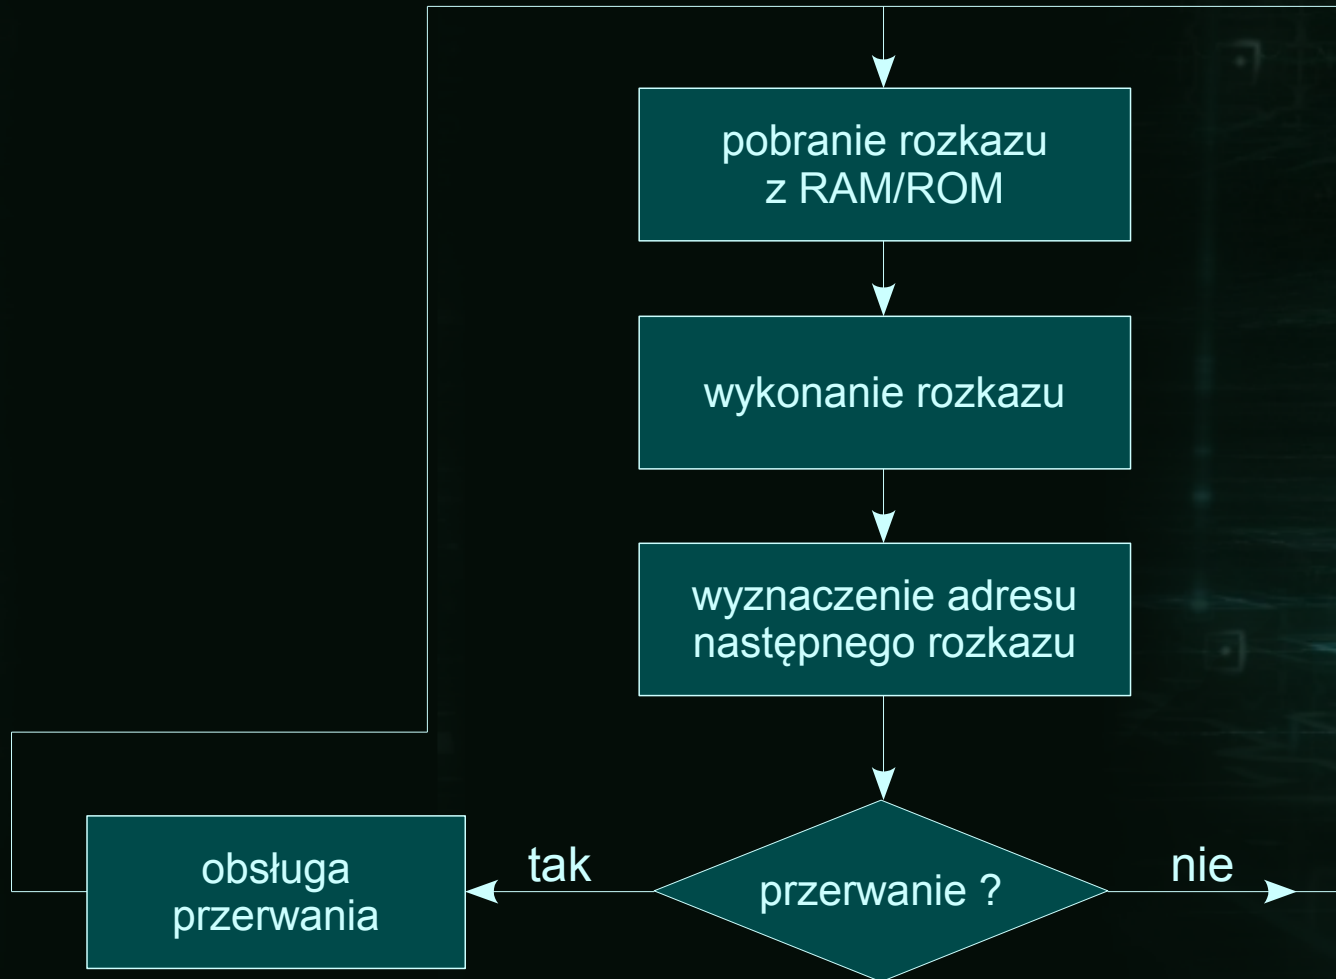 pobranie rozkazu
z RAM/ROM
wykonanie rozkazu
wyznaczenie adresu
następnego rozkazu
przerwanie ?
tak
nie
obsługa
przerwania